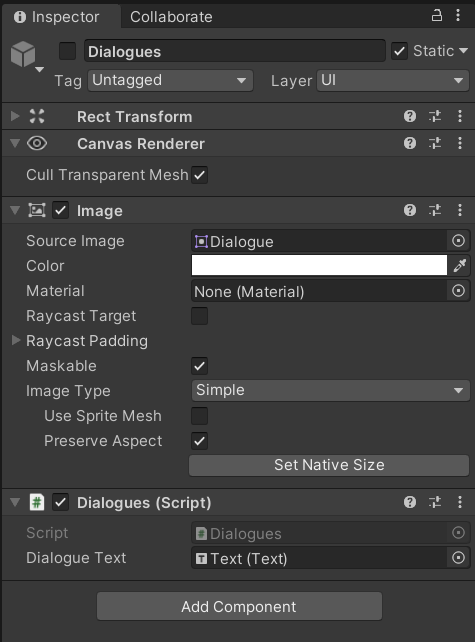 Inspector
Collaborate
Dialogues
Static
Tag
Untagged
Layer
UI
Rect Transform
Canvas Renderer
Cull Transparent Mesh
Image
Source Image
Dialogue
Color
Material
None (Material)
Raycast Target
Raycast Padding
Maskable
Image Type
Simple
Use Sprite Mesh
Preserve Aspect
Set Native Size
Dialogues (Script)
Script
Dialogues
Dialogue Text
Text (Text)
Add Component